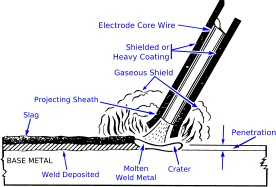 Electrode Core Wire
Shielded or
Heavy Coating
Gaseous Shield
Projecting Sheath
Slag
Penetration
BASE METAL
Weld Deposited
Molten
Weld Metal
Crater